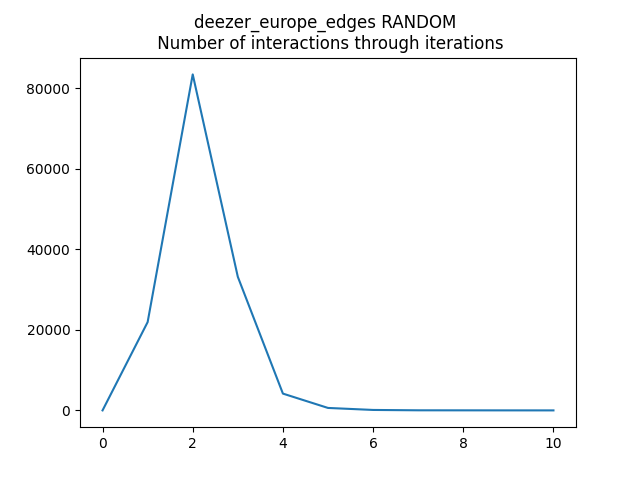 deezer_europe_edges RANDOM
Number of interactions through iterations
80000
60000
40000
20000
0
0 2 4 6 8 10